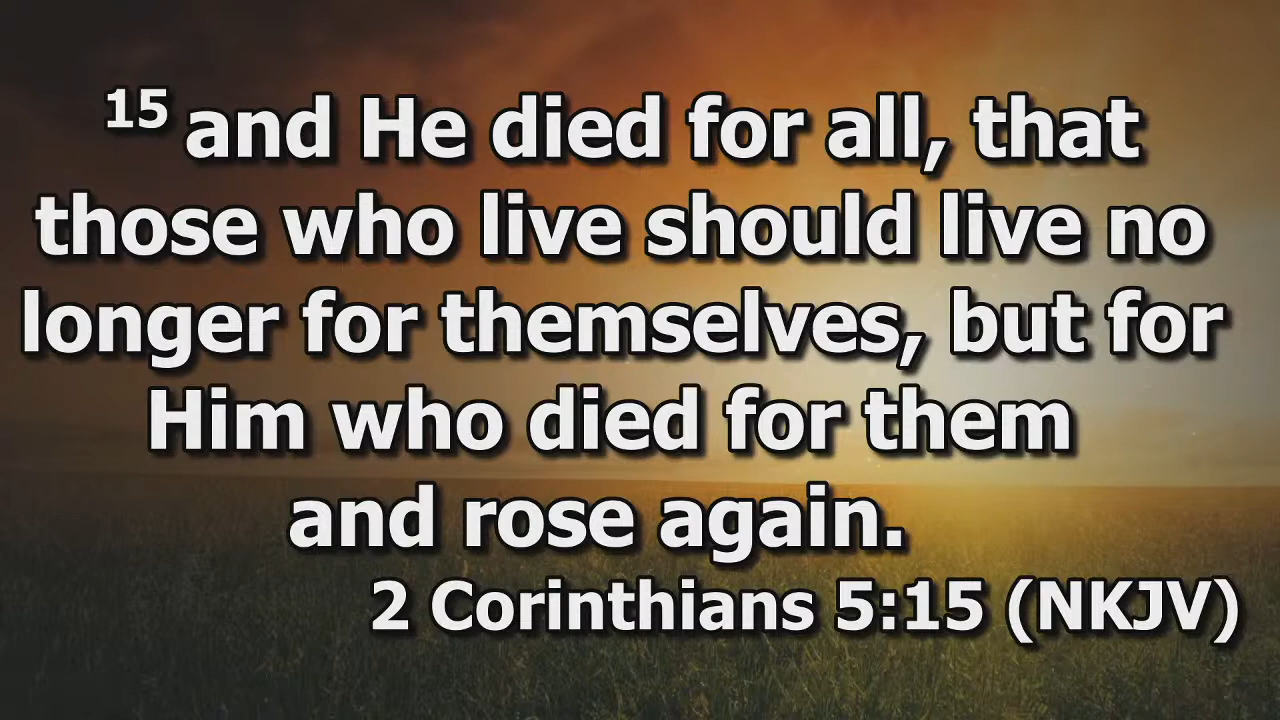 15 and He died for all, that
those who live should live no
longer for themselves, but for
Him who died for them
and rose again.
2 Corinthians 5:15 (NKJV)